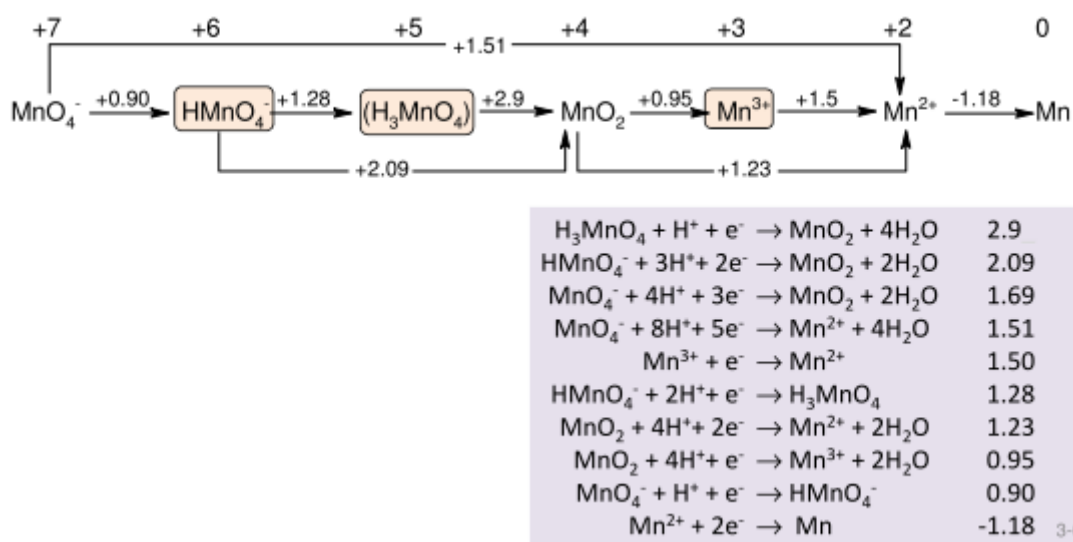 +7 +6 +5 +4 +3 +2 0
+1.51
MnO₄⁻ +0.90 HMnO₄⁻ +1.28 (H₃MnO₄) +2.9 MnO₂ +0.95 Mn³⁺ +1.5 Mn²⁺ -1.18 Mn
+2.09 +1.23
H₃MnO₄ + H⁺ + e⁻ → MnO₂ + 4H₂O 2.9
HMnO₄⁻ + 3H⁺+ 2e⁻ → MnO₂ + 2H₂O 2.09
MnO₄⁻ + 4H⁺ + 3e⁻ → MnO₂ + 2H₂O 1.69
MnO₄⁻ + 8H⁺+ 5e⁻ → Mn²⁺ + 4H₂O 1.51
Mn³⁺ + e⁻ → Mn²⁺ 1.50
HMnO₄⁻ + 2H⁺+ e⁻ → H₃MnO₄ 1.28
MnO₂ + 4H⁺+ 2e⁻ → Mn²⁺ + 2H₂O 1.23
MnO₂ + 4H⁺+ e⁻ → Mn³⁺ + 2H₂O 0.95
MnO₄⁻ + H⁺ + e⁻ → HMnO₄⁻ 0.90
Mn²⁺ + 2e⁻ → Mn -1.18